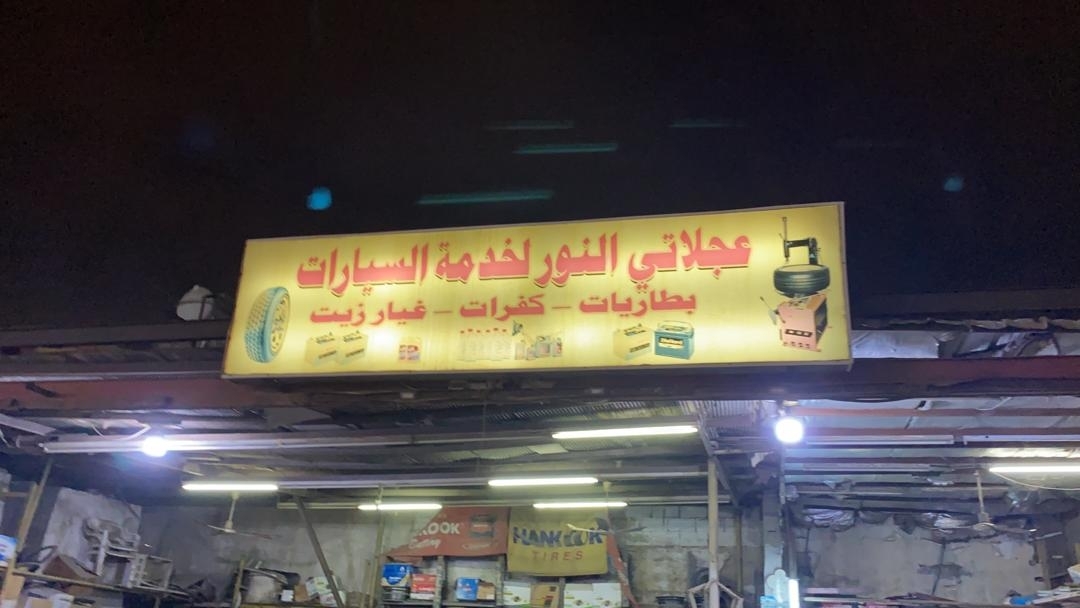 عجلاتي النور لخدمة السيارات
بطاريات – كفرات – غيار زيت
HANKOOK
TIRES